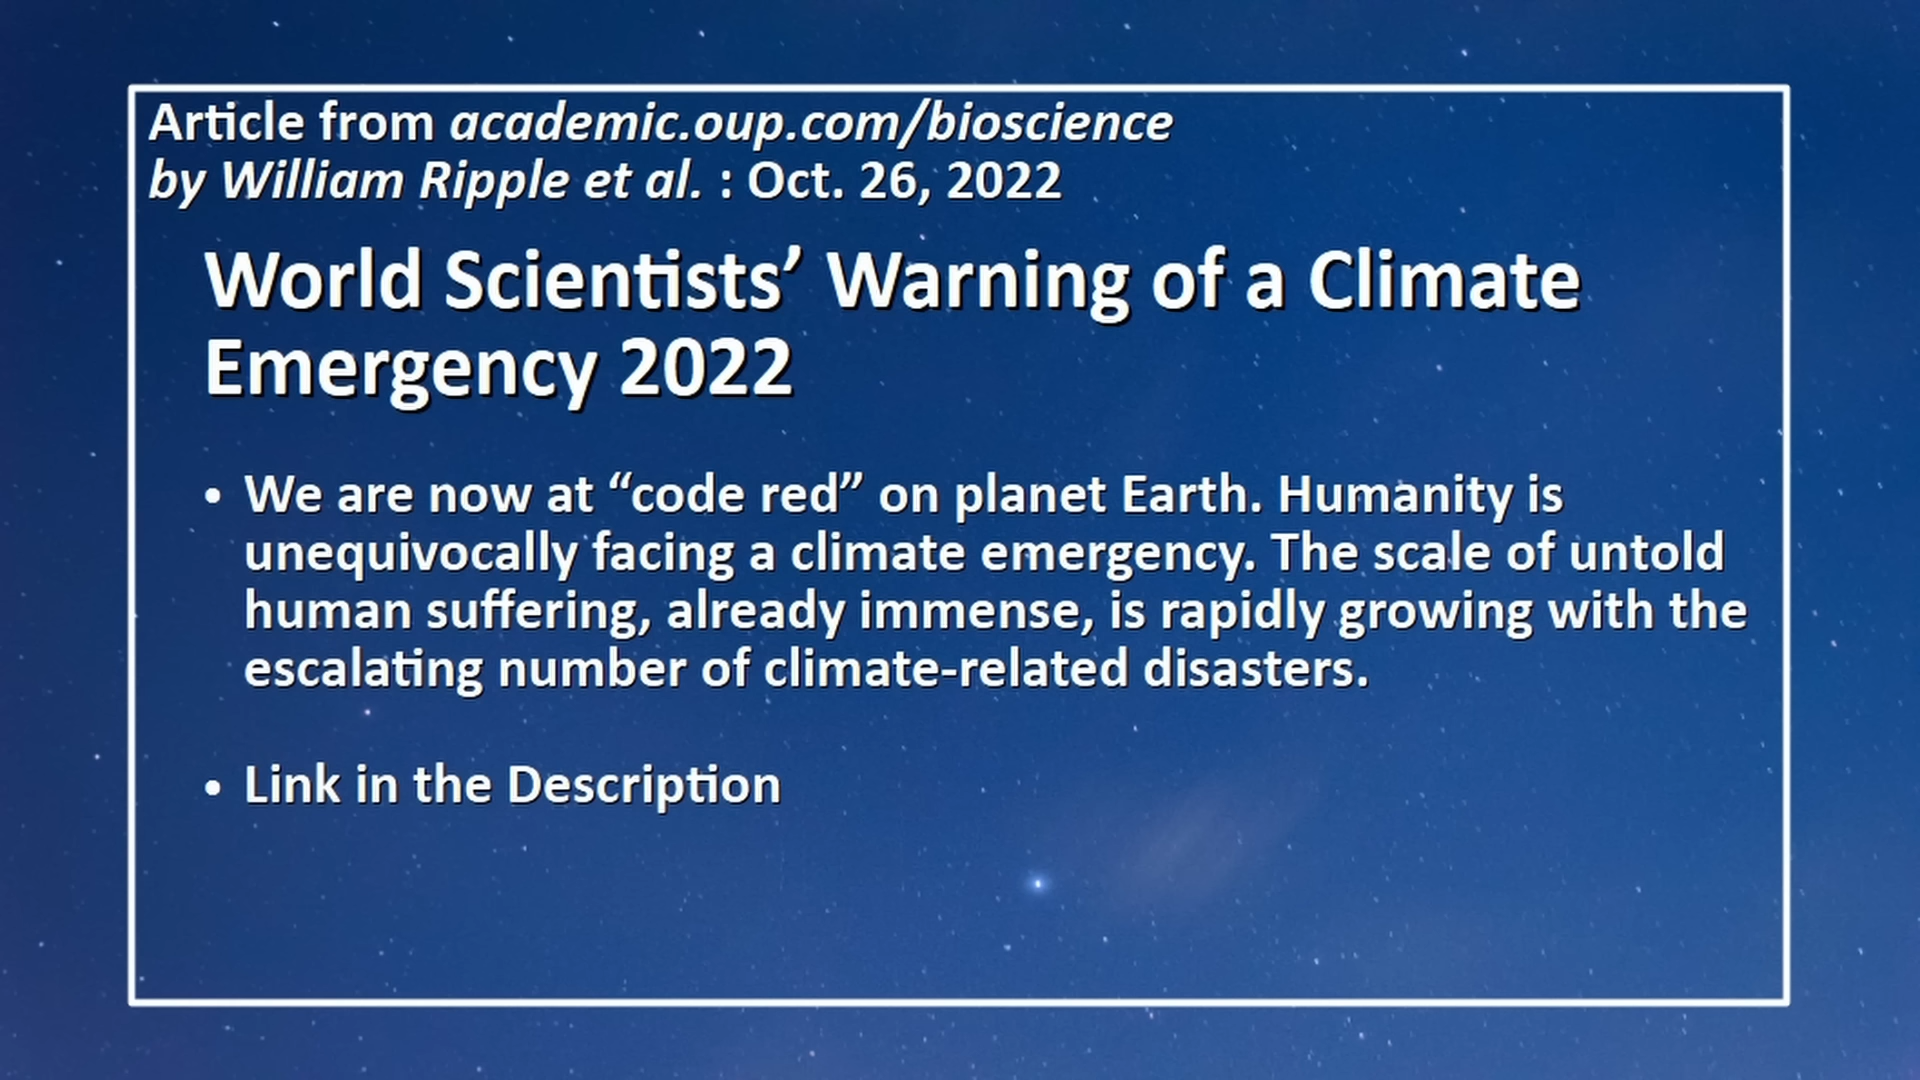 Article from academic.oup.com/bioscience
by William Ripple et al. : Oct. 26, 2022
World Scientists’ Warning of a Climate
Emergency 2022
• We are now at “code red” on planet Earth. Humanity is
unequivocally facing a climate emergency. The scale of untold
human suffering, already immense, is rapidly growing with the
escalating number of climate-related disasters.
• Link in the Description